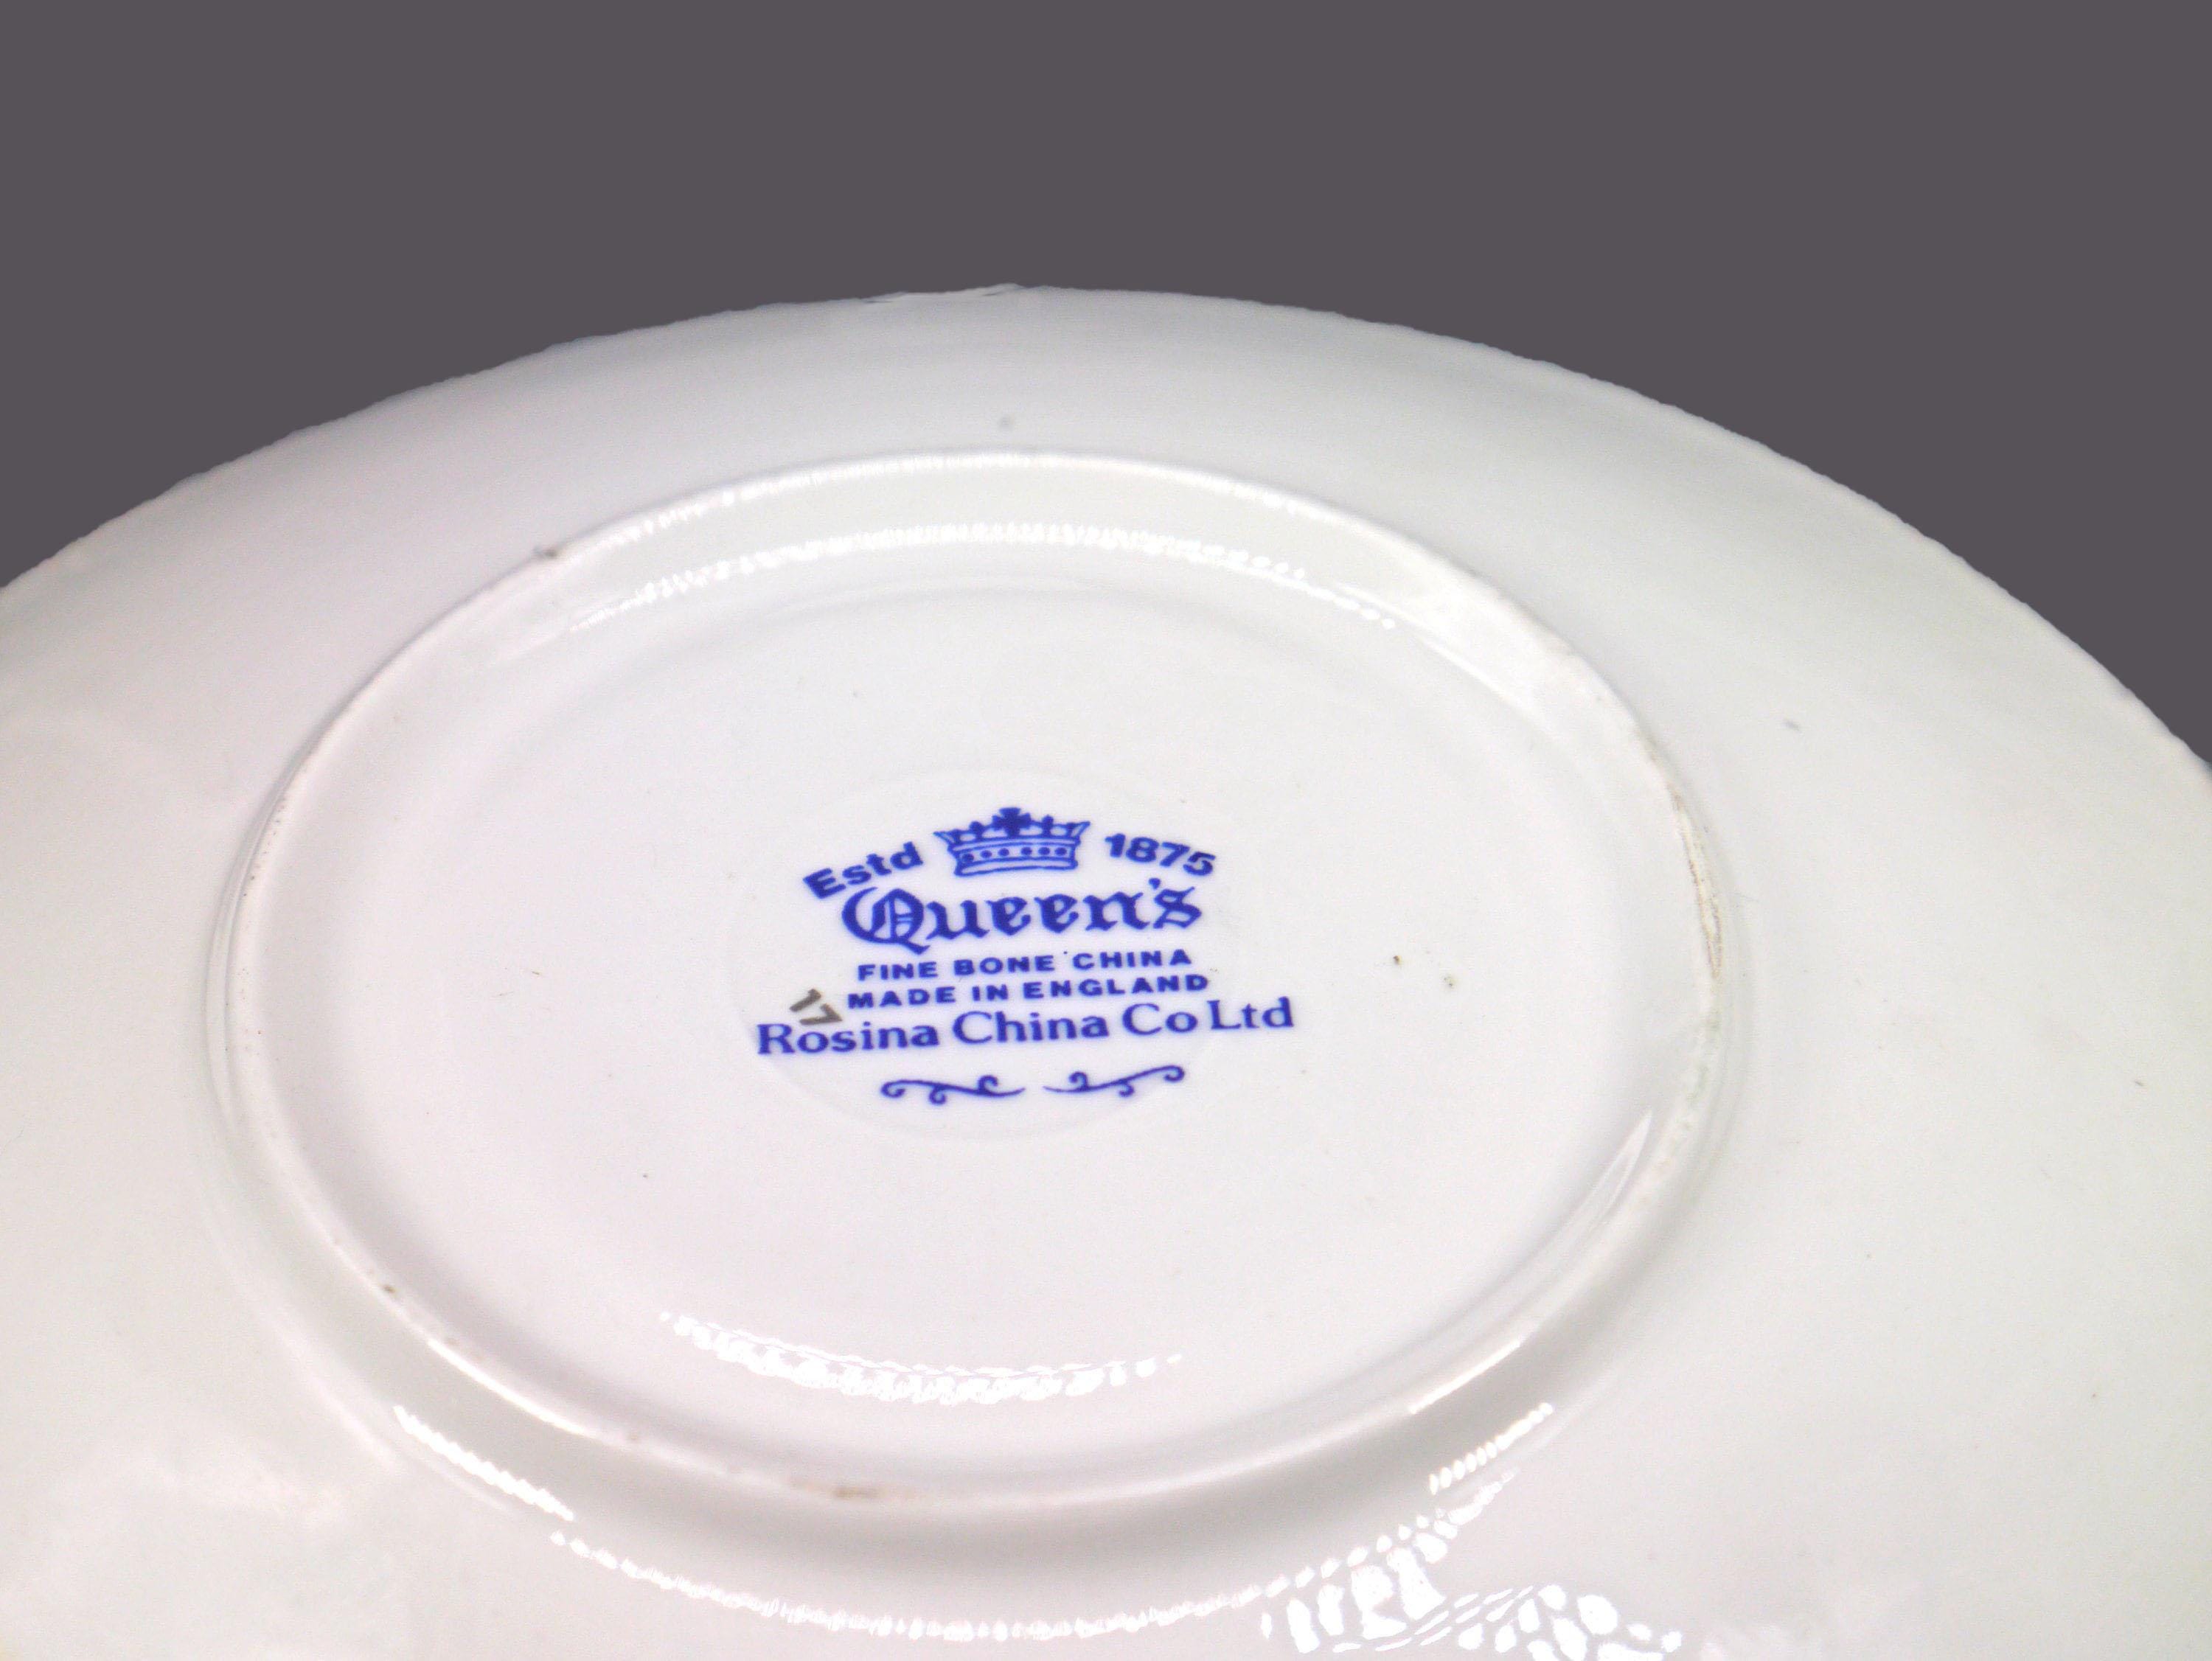 Estd 1875
Queen's
FINE BONE CHINA
MADE IN ENGLAND
17
Rosina China Co Ltd